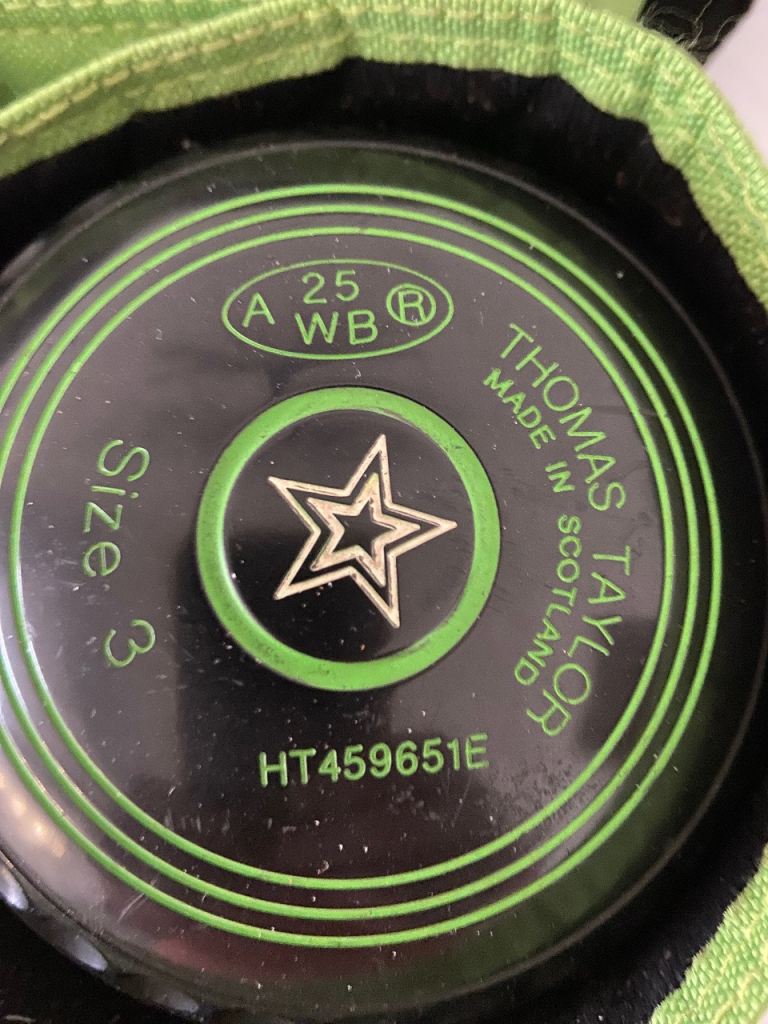 A 25 ®
WB
THOMAS TAYLOR
MADE IN SCOTLAND
Size 3
HT459651E